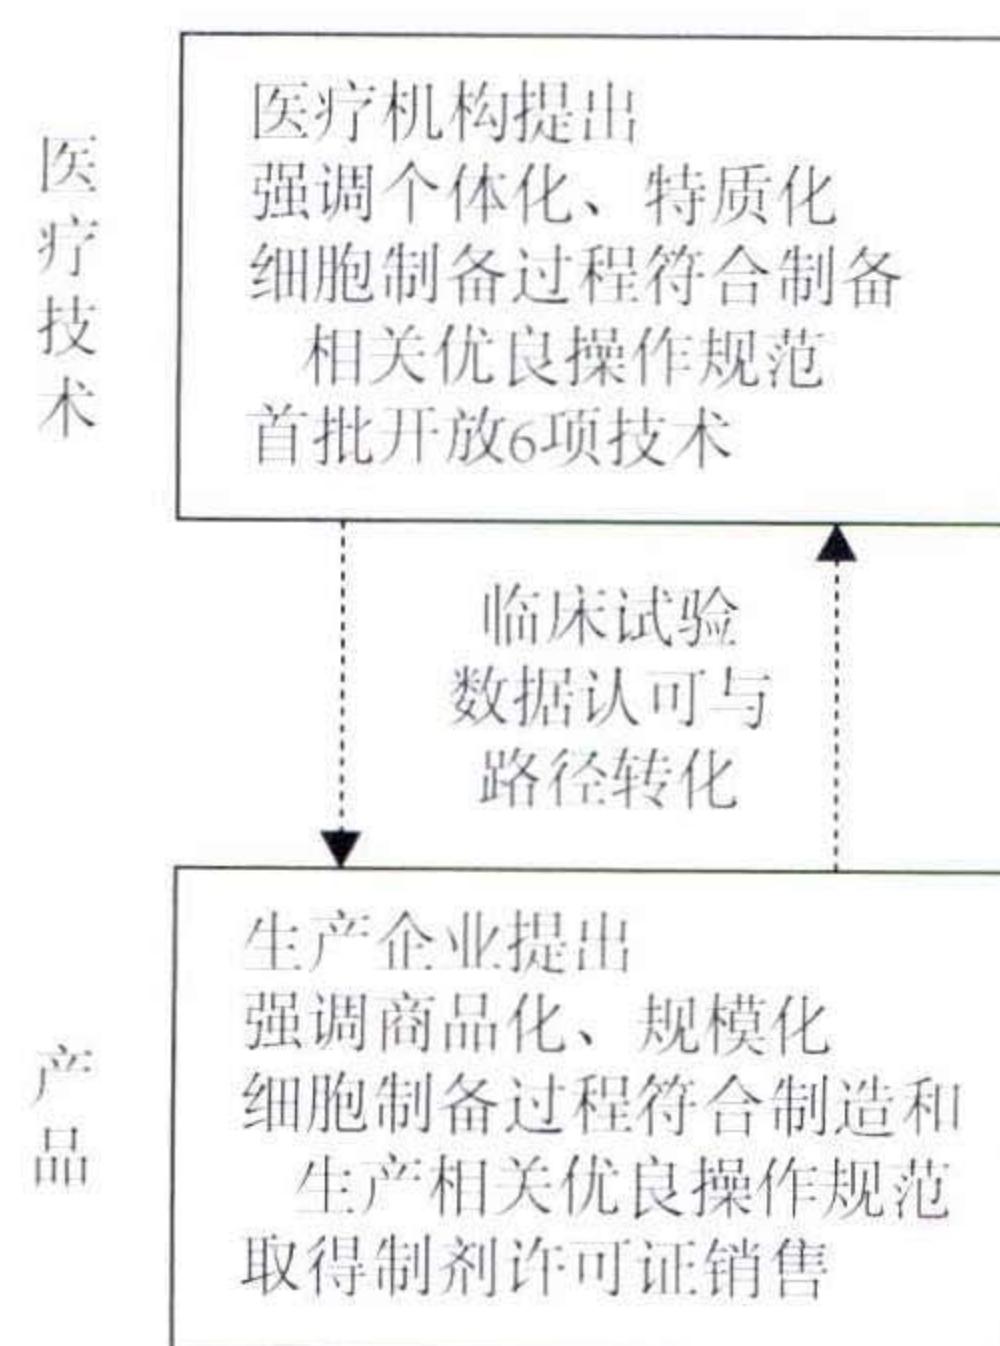 医疗技术
医疗机构提出
强调个体化、特质化
细胞制备过程符合制备
相关优良操作规范
首批开放6项技术
临床试验
数据认可与
路径转化
产品
生产企业提出
强调商品化、规模化
细胞制备过程符合制造和
生产相关优良操作规范
取得制剂许可证销售